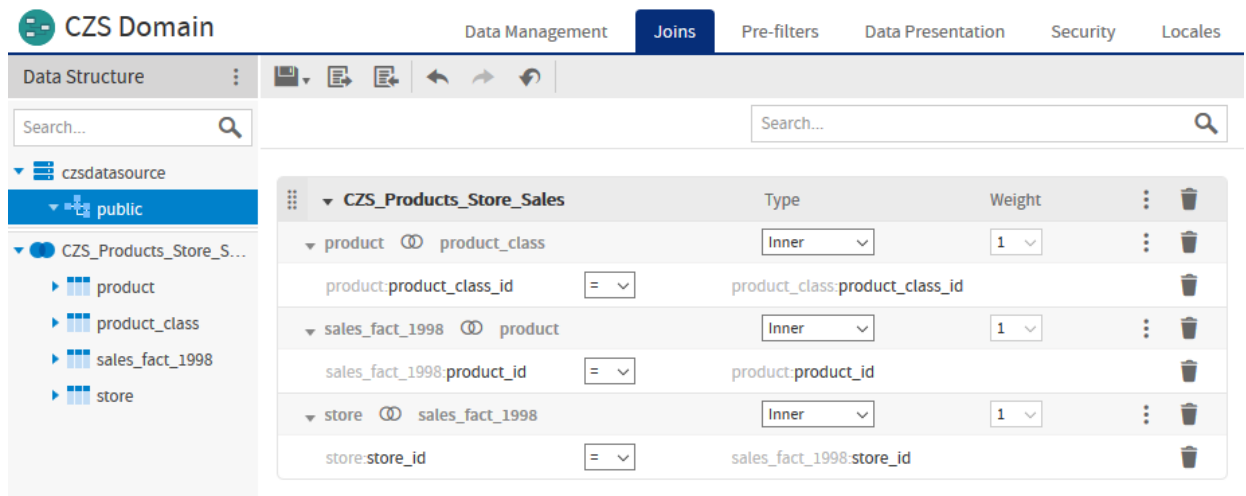 CZS Domain
Data Management Joins Pre-filters Data Presentation Security Locales
Data Structure
Search...
Search...
czsdatasource
public
CZS_Products_Store_S...
product
product_class
sales_fact_1998
store
CZS_Products_Store_Sales Type Weight
product product_class Inner 1
product:product_class_id = product_class:product_class_id
sales_fact_1998 product Inner 1
sales_fact_1998:product_id = product:product_id
store sales_fact_1998 Inner 1
store:store_id = sales_fact_1998:store_id